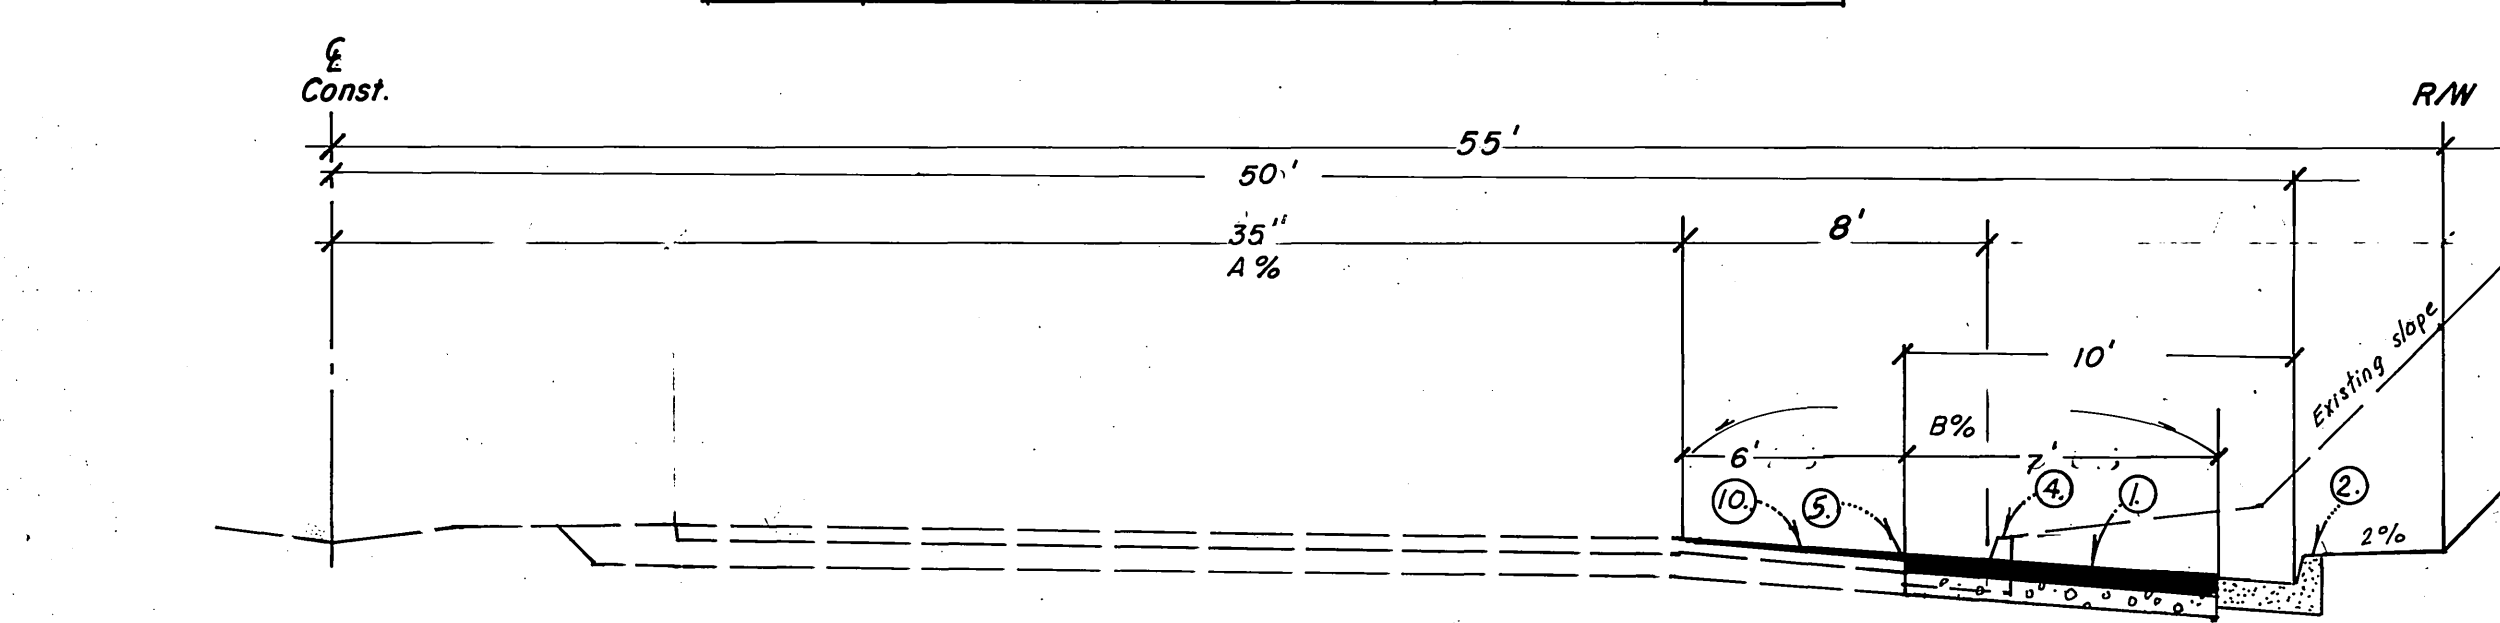 ℄
Const.
R/W
55'
50'
35'
A%
8'
10'
Existing slope
B%
6'
7'
10.
5.
4.
1.
2.
2%